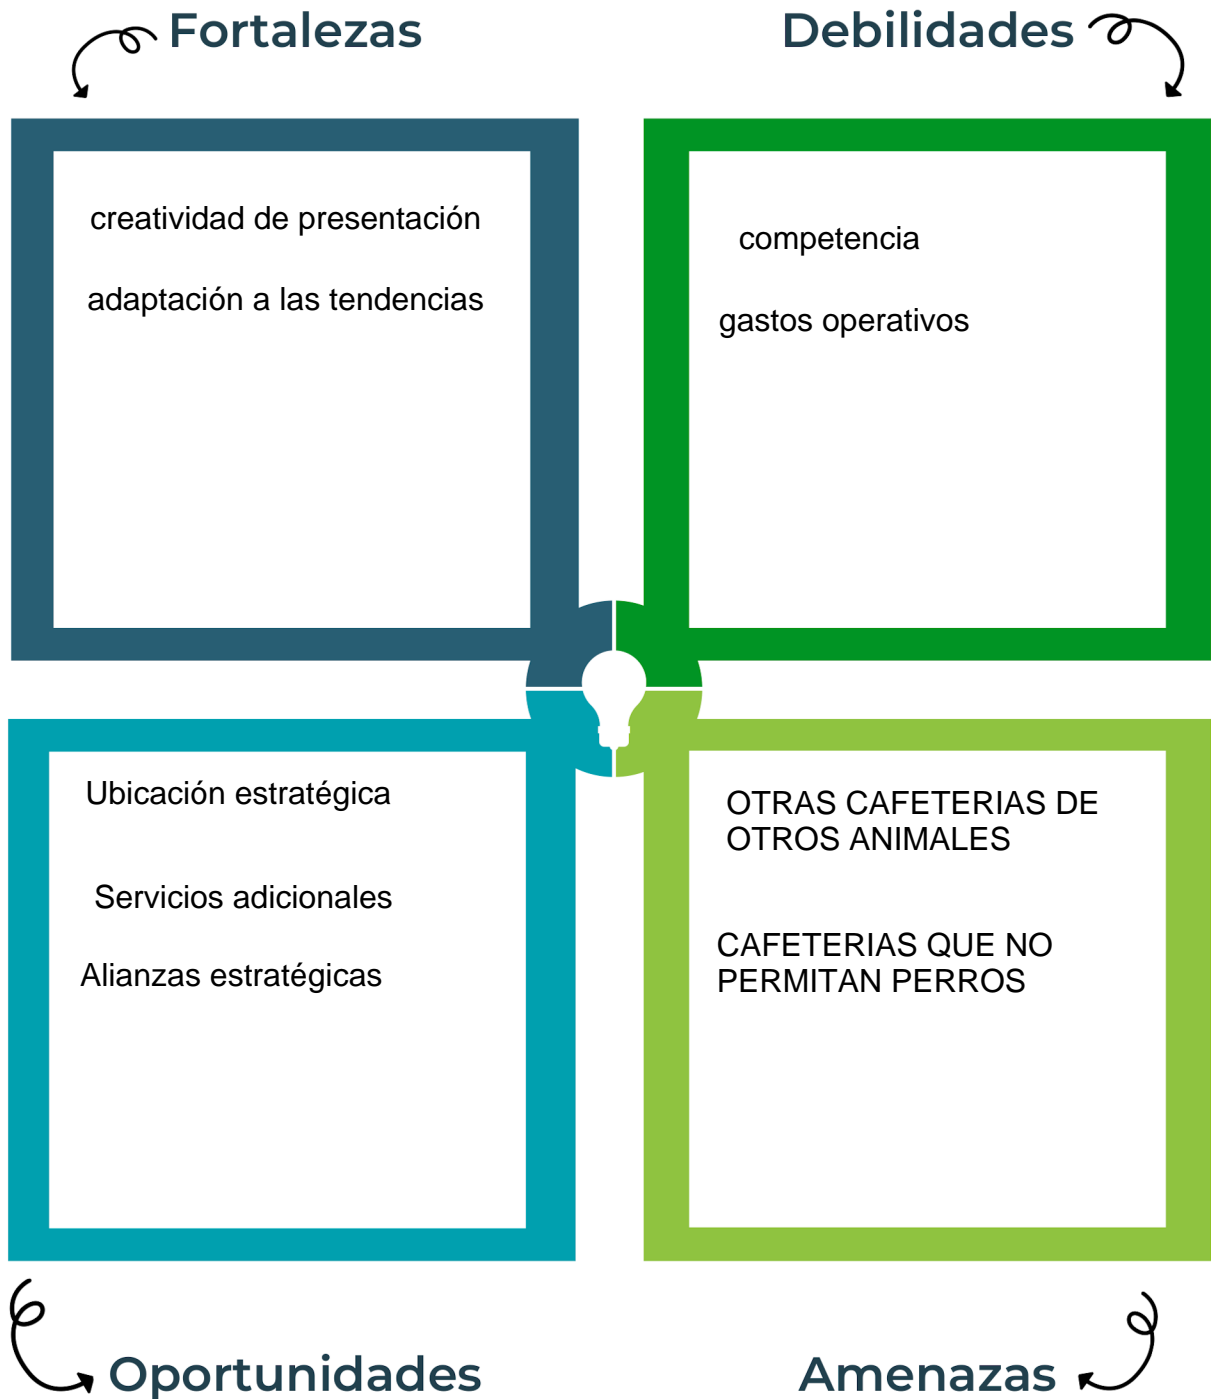 Fortalezas
creatividad de presentación
adaptación a las tendencias
Debilidades
competencia
gastos operativos
Ubicación estratégica
Servicios adicionales
Alianzas estratégicas
Oportunidades
OTRAS CAFETERIAS DE
OTROS ANIMALES
CAFETERIAS QUE NO
PERMITAN PERROS
Amenazas